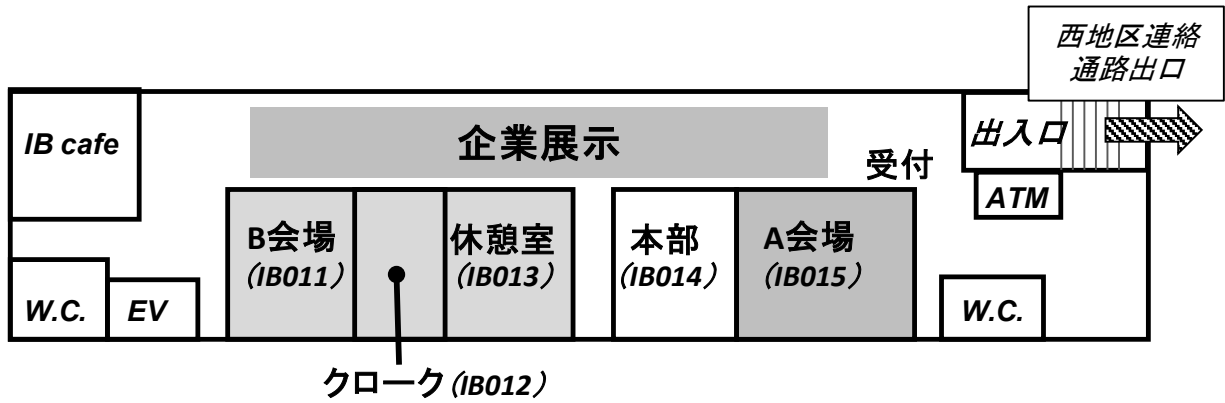 西地区連絡
通路出口
IB cafe
企業展示
受付
出入口
ATM
B会場
(IB011)
休憩室
(IB013)
本部
(IB014)
A会場
(IB015)
W.C.
EV
W.C.
クローク(IB012)